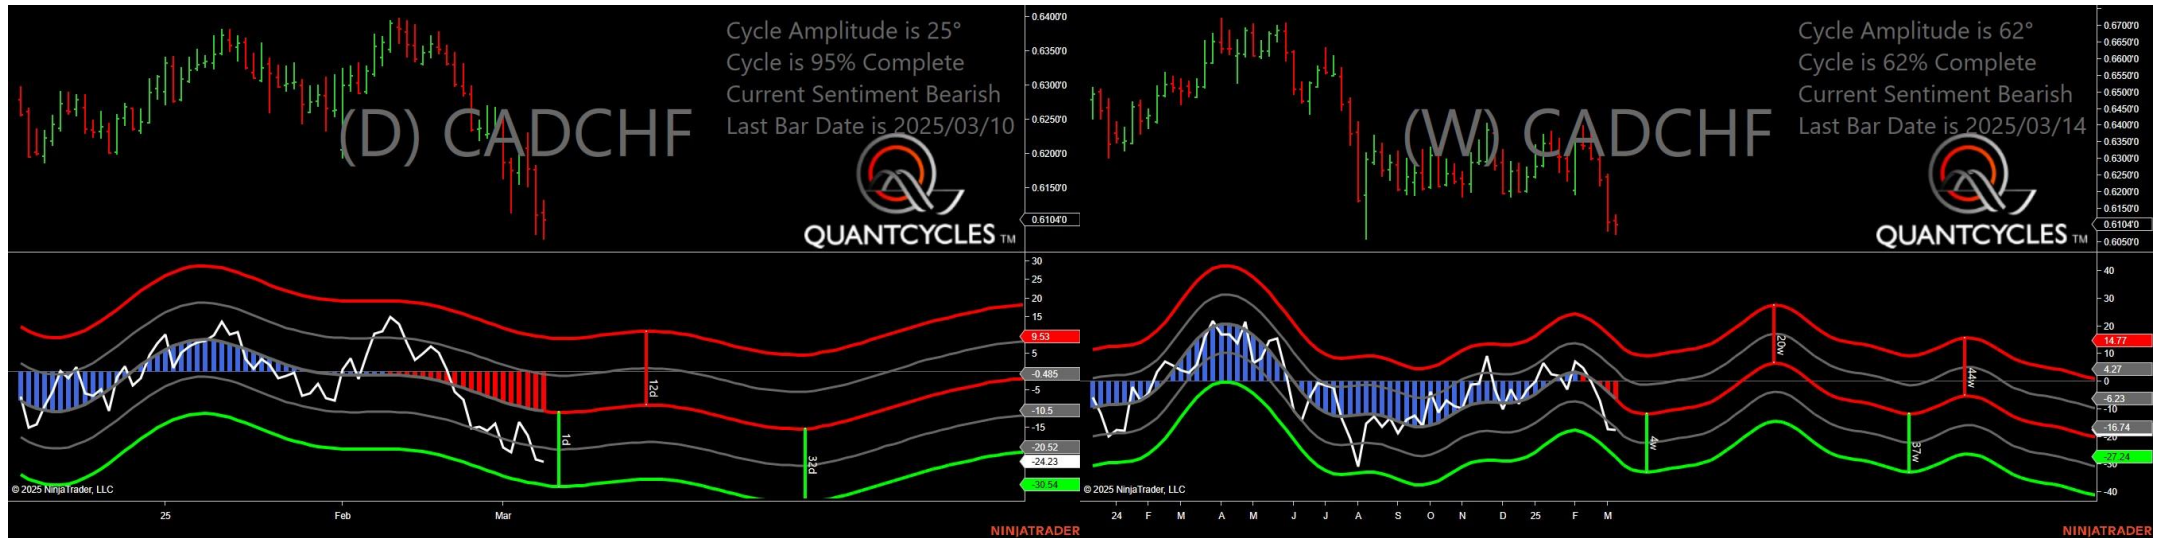 Cycle Amplitude is 25°
Cycle is 95% Complete
Current Sentiment Bearish
Last Bar Date is 2025/03/10
(D) CADCHF
QUANTCYCLES TM
0.6400'0
0.6350'0
0.6300'0
0.6250'0
0.6200'0
0.6150'0
0.6104'0
30
25
20
15
9.53
5
-0.485
-5
-10.5
-15
-20.52
-24.23
-30.54
1d
12d
32d
© 2025 NinjaTrader, LLC
25 Feb Mar
NINJATRADER
Cycle Amplitude is 62°
Cycle is 62% Complete
Current Sentiment Bearish
Last Bar Date is 2025/03/14
(W) CADCHF
QUANTCYCLES TM
0.6700'0
0.6650'0
0.6600'0
0.6550'0
0.6500'0
0.6450'0
0.6400'0
0.6350'0
0.6300'0
0.6250'0
0.6200'0
0.6150'0
0.6104'0
0.6050'0
40
30
20
14.77
10
4.27
0
-6.23
-10
-16.74
-20
-27.24
-30
-40
4w
20w
37w
44w
© 2025 NinjaTrader, LLC
24 F M A M J J A S O N D 25 F M
NINJATRADER